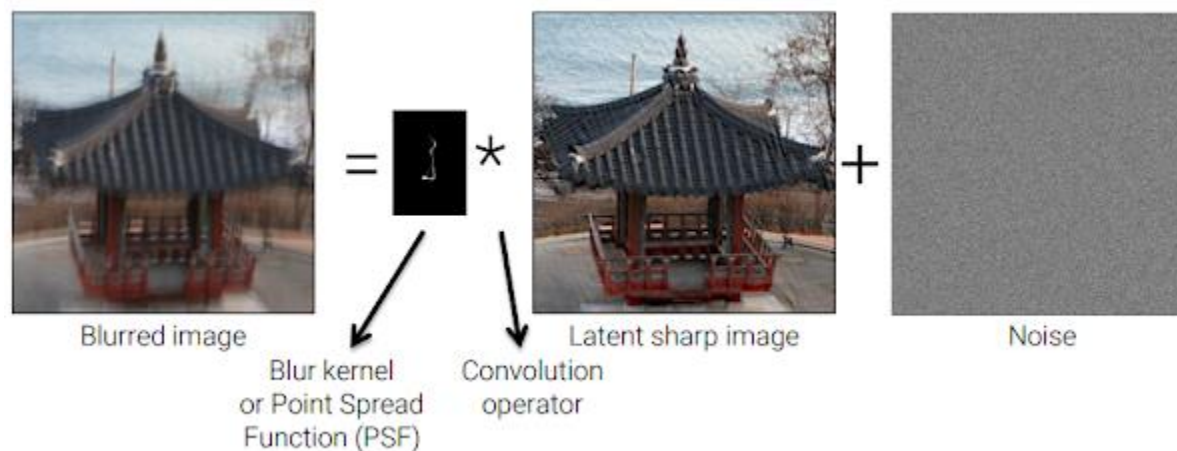 =
*
+
Blurred image
Latent sharp image
Noise
Blur kernel
or Point Spread
Function (PSF)
Convolution
operator